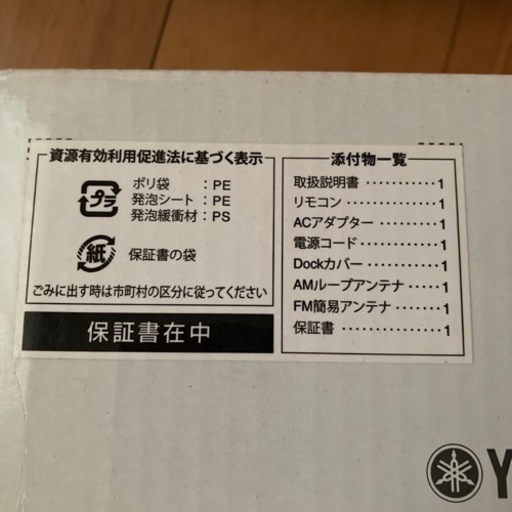 資源有効利用促進法に基づく表示
プラ
ポリ袋 : PE
発泡シート : PE
発泡緩衝材 : PS
紙
保証書の袋
ごみに出す時は市町村の区分に従ってください
保証書在中
添付物一覧
取扱説明書 ………… 1
リモコン ………… 1
ACアダプター ………… 1
電源コード ………… 1
Dockカバー ………… 1
AMループアンテナ …… 1
FM簡易アンテナ …… 1
保証書 ………… 1
Y